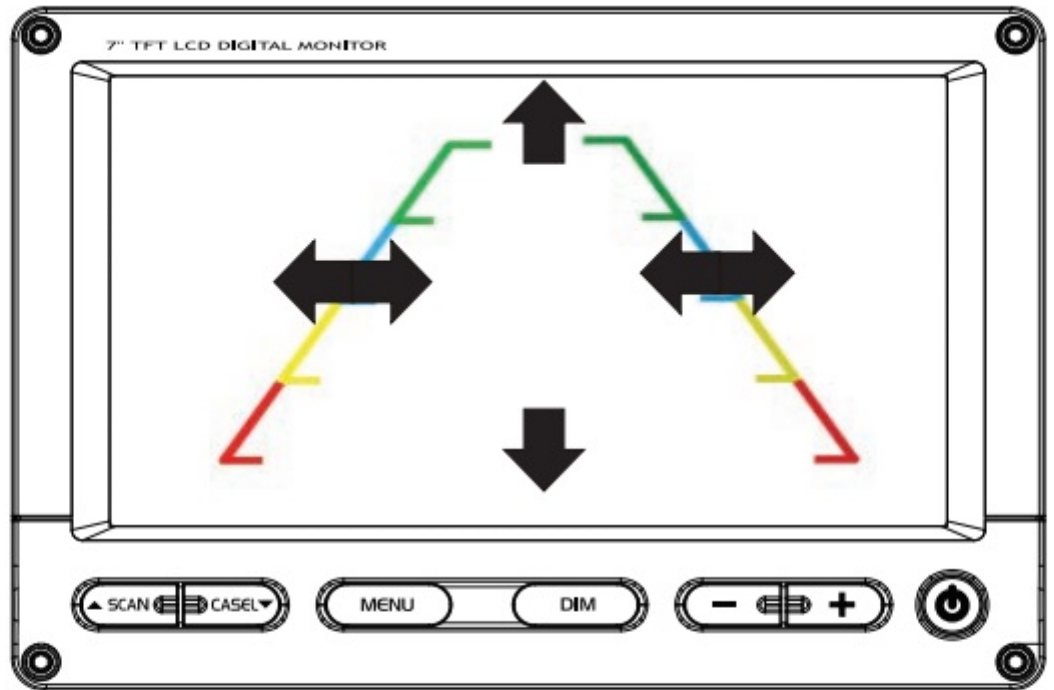 7" TFT LCD DIGITAL MONITOR
▲ SCAN CASEL▼ MENU DIM - +